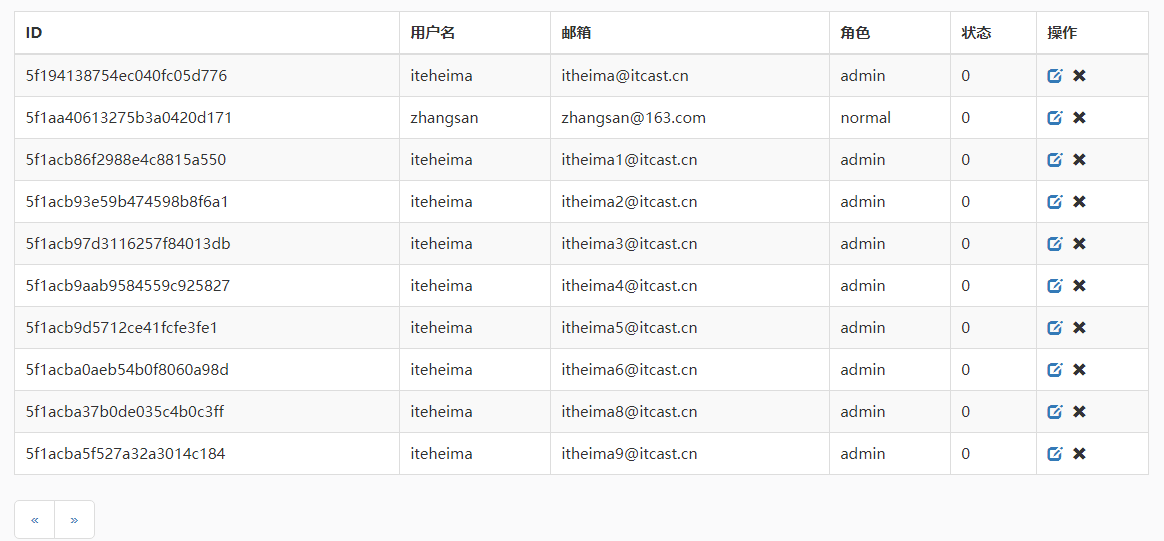 ID 用户名 邮箱 角色 状态 操作
5f194138754ec040fc05d776 iteheima itheima@itcast.cn admin 0
5f1aa40613275b3a0420d171 zhangsan zhangsan@163.com normal 0
5f1acb86f2988e4c8815a550 iteheima itheima1@itcast.cn admin 0
5f1acb93e59b474598b8f6a1 iteheima itheima2@itcast.cn admin 0
5f1acb97d3116257f84013db iteheima itheima3@itcast.cn admin 0
5f1acb9aab9584559c925827 iteheima itheima4@itcast.cn admin 0
5f1acb9d5712ce41fcfe3fe1 iteheima itheima5@itcast.cn admin 0
5f1acba0aeb54b0f8060a98d iteheima itheima6@itcast.cn admin 0
5f1acba37b0de035c4b0c3ff iteheima itheima8@itcast.cn admin 0
5f1acba5f527a32a3014c184 iteheima itheima9@itcast.cn admin 0
« »